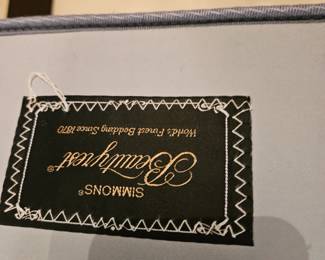 SIMMONS®
Beautyrest®
World's Finest Bedding Since 1870